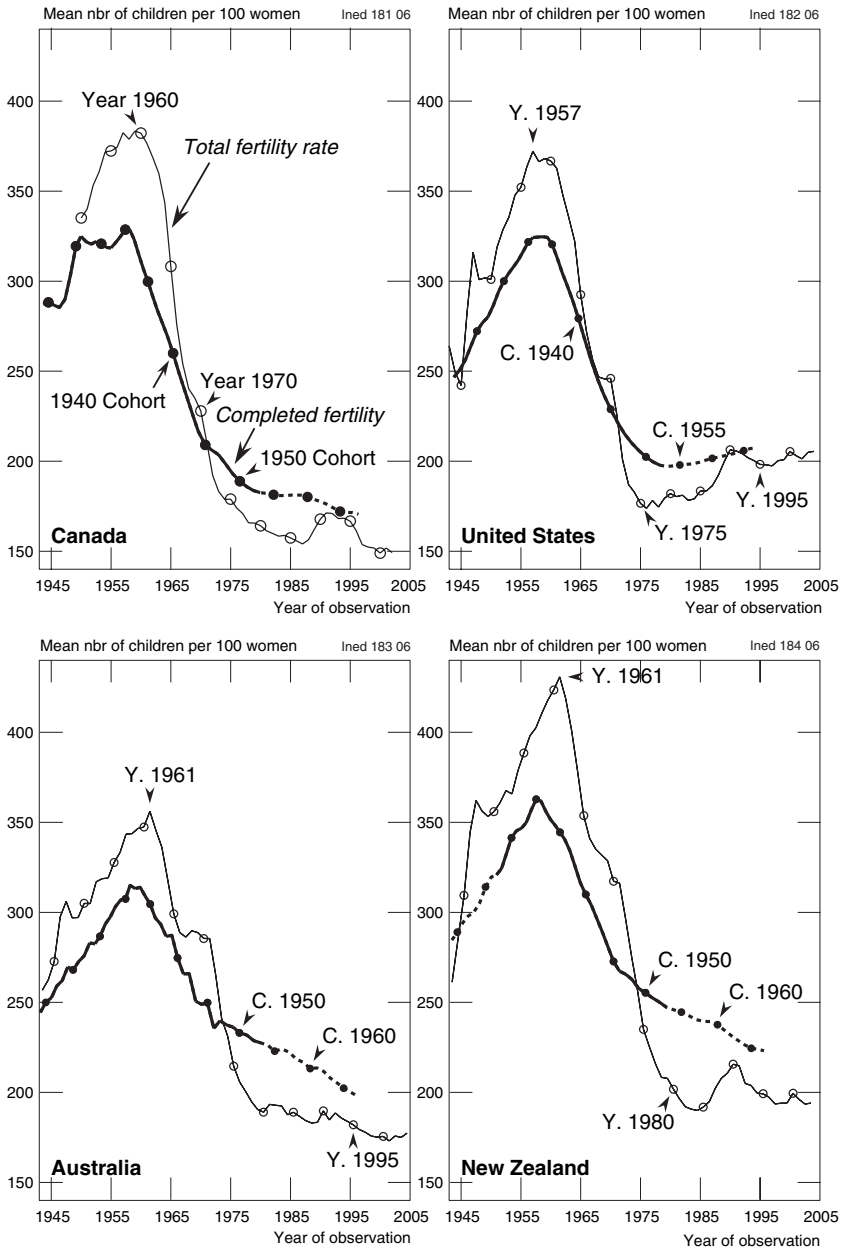 Mean nbr of children per 100 women Ined 181 06
400
350
300
250
200
150
Year 1960
Total fertility rate
Year 1970
1940 Cohort
Completed fertility
1950 Cohort
Canada
1945 1955 1965 1975 1985 1995 2005
Year of observation
Mean nbr of children per 100 women Ined 182 06
400
350
300
250
200
150
Y. 1957
C. 1940
C. 1955
Y. 1995
Y. 1975
United States
1945 1955 1965 1975 1985 1995 2005
Year of observation
Mean nbr of children per 100 women Ined 183 06
400
350
300
250
200
150
Y. 1961
C. 1950
C. 1960
Y. 1995
Australia
1945 1955 1965 1975 1985 1995 2005
Year of observation
Mean nbr of children per 100 women Ined 184 06
400
350
300
250
200
150
Y. 1961
C. 1950
C. 1960
Y. 1980
New Zealand
1945 1955 1965 1975 1985 1995 2005
Year of observation